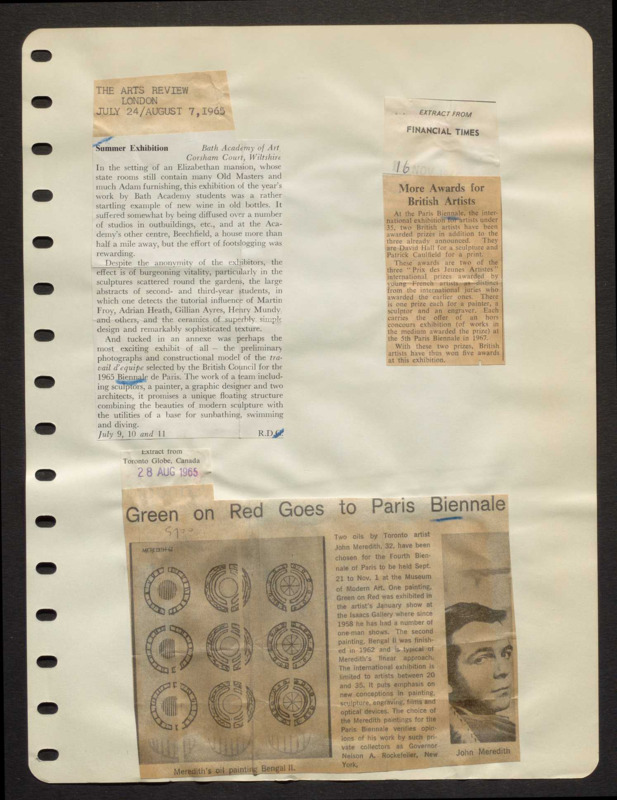 THE ARTS REVIEW
LONDON
JULY 24/AUGUST 7,1965
Summer Exhibition Bath Academy of Art
Corsham Court, Wiltshire
In the setting of an Elizabethan mansion, whose
state rooms still contain many Old Masters and
much Adam furnishing, this exhibition of the year's
work by Bath Academy students was a rather
startling example of new wine in old bottles. It
suffered somewhat by being diffused over a number
of studios in outbuildings, etc., and at the Aca-
demy's other centre, Beechfield, a house more than
half a mile away, but the effort of footslogging was
rewarding.
Despite the anonymity of the exhibitors, the
effect is of burgeoning vitality, particularly in the
sculptures scattered round the gardens, the large
abstracts of second- and third-year students, in
which one detects the tutorial influence of Martin
Froy, Adrian Heath, Gillian Ayres, Henry Mundy
and others, and the ceramics of superbly simple
design and remarkably sophisticated texture.
And tucked in an annexe was perhaps the
most exciting exhibit of all – the preliminary
photographs and constructional model of the tra-
vail d'equipe selected by the British Council for the
1965 Biennale de Paris. The work of a team includ-
ing sculptors, a painter, a graphic designer and two
architects, it promises a unique floating structure
combining the beauties of modern sculpture with
the utilities of a base for sunbathing, swimming
and diving.
July 9, 10 and 11 R.D.
EXTRACT FROM
FINANCIAL TIMES
16 NOV
More Awards for
British Artists
At the Paris Biennale, the inter-
national exhibition for artists under
35, two British artists have been
awarded prizes in addition to the
three already announced. They
are David Hall for a sculpture and
Patrick Caulfield for a print.
These awards are two of the
three "Prix des Jeunes Artistes"
international prizes awarded by
young French artists as distinct
from the international juries who
awarded the earlier ones. There
is one prize each for a painter, a
sculptor and an engraver. Each
carries the offer of an hors
concours exhibition (of works in
the medium awarded the prize) at
the 5th Paris Biennale in 1967.
With these two prizes, British
artists have thus won five awards
at this exhibition.
Extract from
Toronto Globe, Canada
28 AUG 1965
Green on Red Goes to Paris Biennale
MEREDITH
Meredith's oil painting Bengal II.
Two oils by Toronto artist
John Meredith, 32, have been
chosen for the Fourth Bien-
nale of Paris to be held Sept.
21 to Nov. 1 at the Museum
of Modern Art. One painting,
Green on Red was exhibited in
the artist's January show at
the Isaacs Gallery where since
1958 he has had a number of
one-man shows. The second
painting, Bengal II was finish-
ed in 1962 and is typical of
Meredith's linear approach.
The international exhibition is
limited to artists between 20
and 35. It puts emphasis on
new conceptions in painting,
sculpture, engraving, films and
optical devices. The choice of
the Meredith paintings for the
Paris Biennale verifies opin-
ions of his work by such pri-
vate collectors as Governor
Nelson A. Rockefeller, New
York.
John Meredith